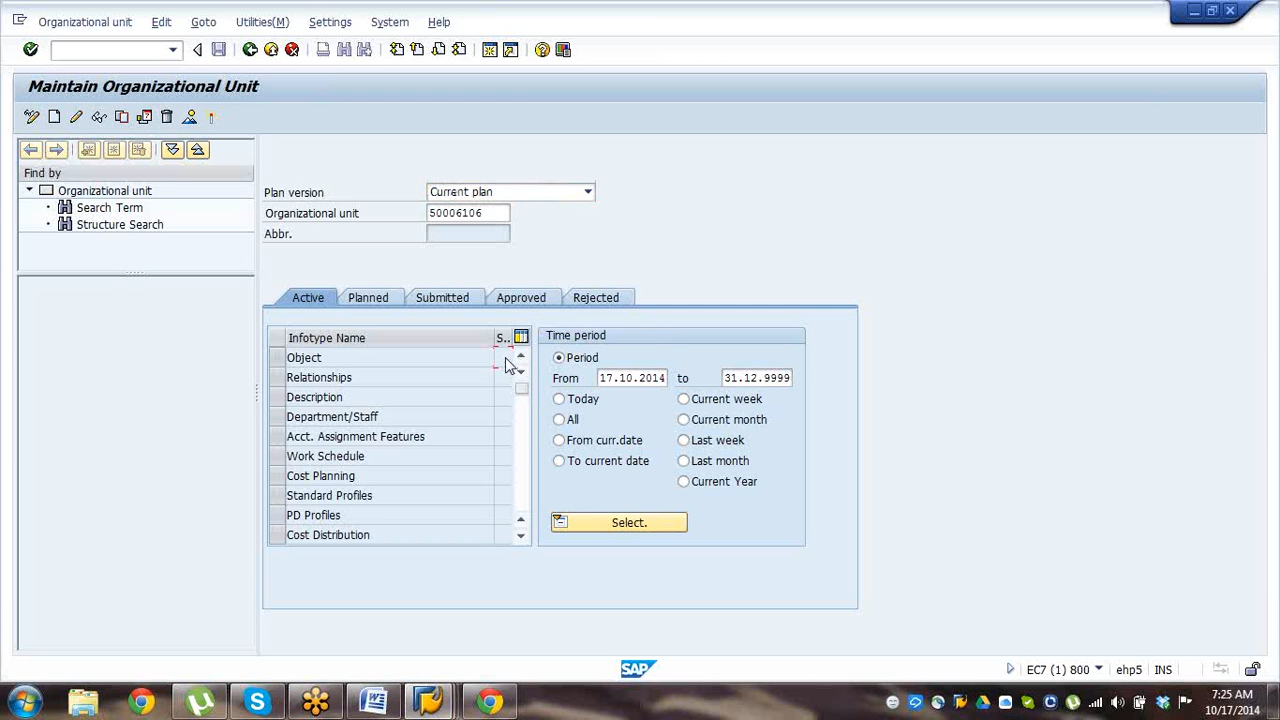 Organizational unit Edit Goto Utilities(M) Settings System Help
Maintain Organizational Unit
Find by
Organizational unit
Search Term
Structure Search
Plan version Current plan
Organizational unit 50006106
Abbr.
Active Planned Submitted Approved Rejected
Infotype Name S..
Object
Relationships
Description
Department/Staff
Acct. Assignment Features
Work Schedule
Cost Planning
Standard Profiles
PD Profiles
Cost Distribution
Time period
Period
From 17.10.2014 to 31.12.9999
Today Current week
All Current month
From curr.date Last week
To current date Last month
Current Year
Select.
SAP
EC7 (1) 800 ehp5 INS
7:25 AM
10/17/2014